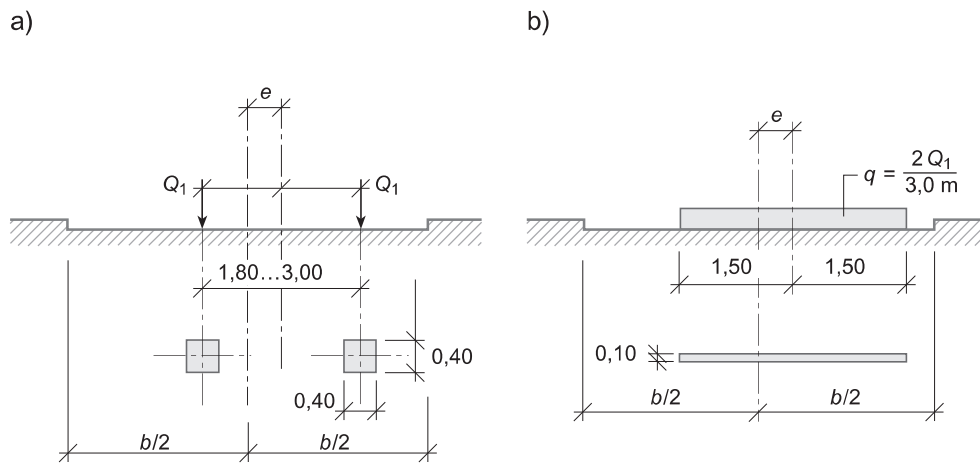 a)
e
Q₁
Q₁
1,80…3,00
0,40
0,40
b/2
b/2
b)
e
q = 2 Q₁ / 3,0 m
1,50
1,50
0,10
b/2
b/2